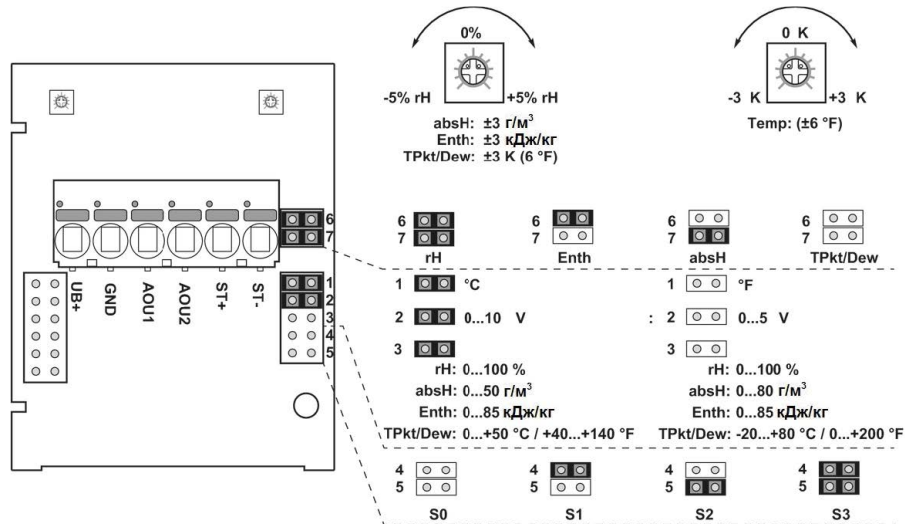 0%
-5% rH +5% rH
absH: ±3 г/м³
Enth: ±3 кДж/кг
TPkt/Dew: ±3 K (6 °F)
0 K
-3 K +3 K
Temp: (±6 °F)
6
7
1
2
3
4
5
UB+
GND
AOU1
AOU2
ST+
ST-
6
7
rH
6
7
Enth
6
7
absH
6
7
TPkt/Dew
1 °C
1 °F
2 0...10 V
: 2 0...5 V
3
rH: 0...100 %
absH: 0...50 г/м³
Enth: 0...85 кДж/кг
TPkt/Dew: 0...+50 °C / +40...+140 °F
3
rH: 0...100 %
absH: 0...80 г/м³
Enth: 0...85 кДж/кг
TPkt/Dew: -20...+80 °C / 0...+200 °F
4
5
S0
4
5
S1
4
5
S2
4
5
S3